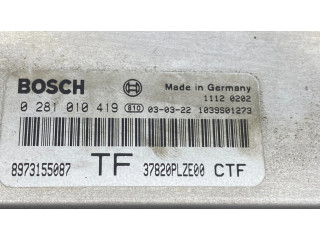 BOSCH Made in Germany
1112 0202
0 281 010 419 810 03-03-22 1039S01273
8973155087 TF 37820PLZE00 CTF